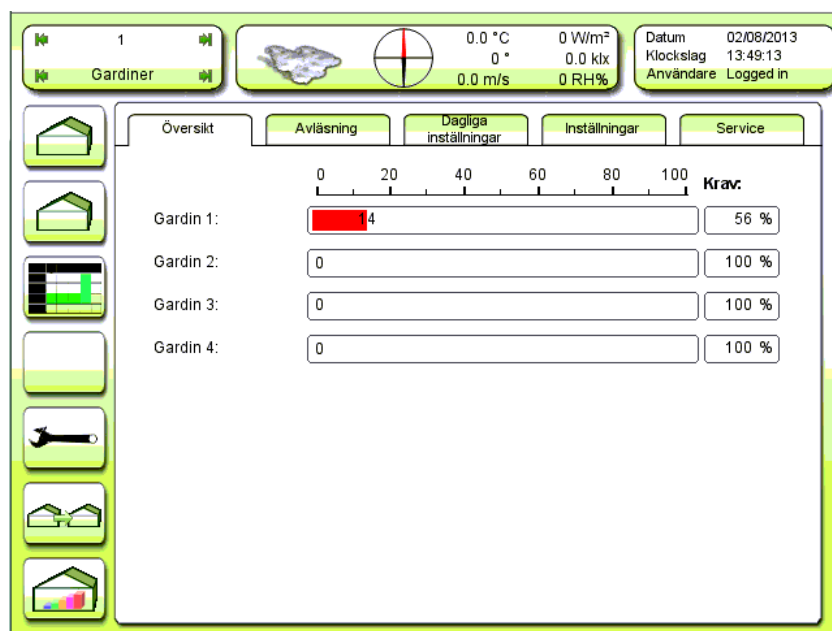 1
Gardiner
0.0 °C 0 W/m²
0 ° 0.0 klx
0.0 m/s 0 RH%
Datum 02/08/2013
Klockslag 13:49:13
Användare Logged in
Översikt Avläsning Dagliga inställningar Inställningar Service
0 20 40 60 80 100 Krav:
Gardin 1: 14 56 %
Gardin 2: 0 100 %
Gardin 3: 0 100 %
Gardin 4: 0 100 %